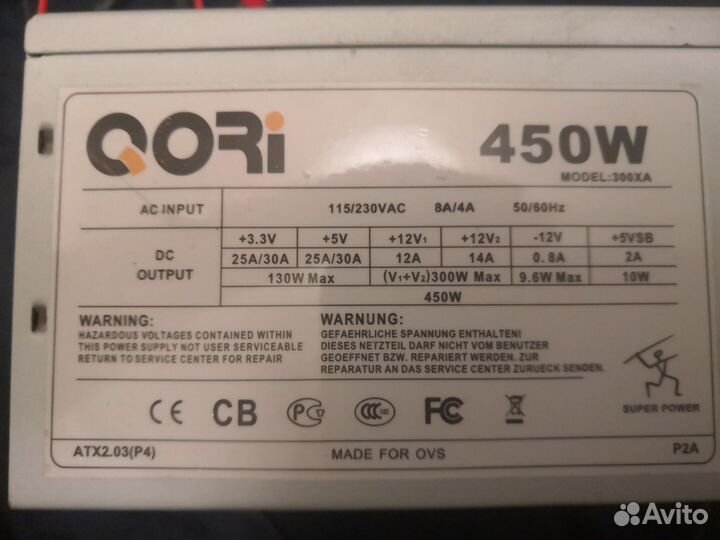 QORi
450W
MODEL:300XA
AC INPUT 115/230VAC 8A/4A 50/60Hz
DC OUTPUT
+3.3V +5V +12V1 +12V2 -12V +5VSB
25A/30A 25A/30A 12A 14A 0.8A 2A
130W Max (V1+V2)300W Max 9.6W Max 10W
450W
WARNING:
HAZARDOUS VOLTAGES CONTAINED WITHIN
THIS POWER SUPPLY NOT USER SERVICEABLE
RETURN TO SERVICE CENTER FOR REPAIR
WARNUNG:
GEFAEHRLICHE SPANNUNG ENTHALTENI
DIESES NETZTEIL DARF NICHT VOM BENUTZER
GEOEFFNET BZW. REPARIERT WERDEN. ZUR
REPARATUR AN DAS SERVICE CENTER ZURUECK SENDEN.
CE CB PC CCC FC
SUPER POWER
ATX2.03(P4) MADE FOR OVS P2A
Avito